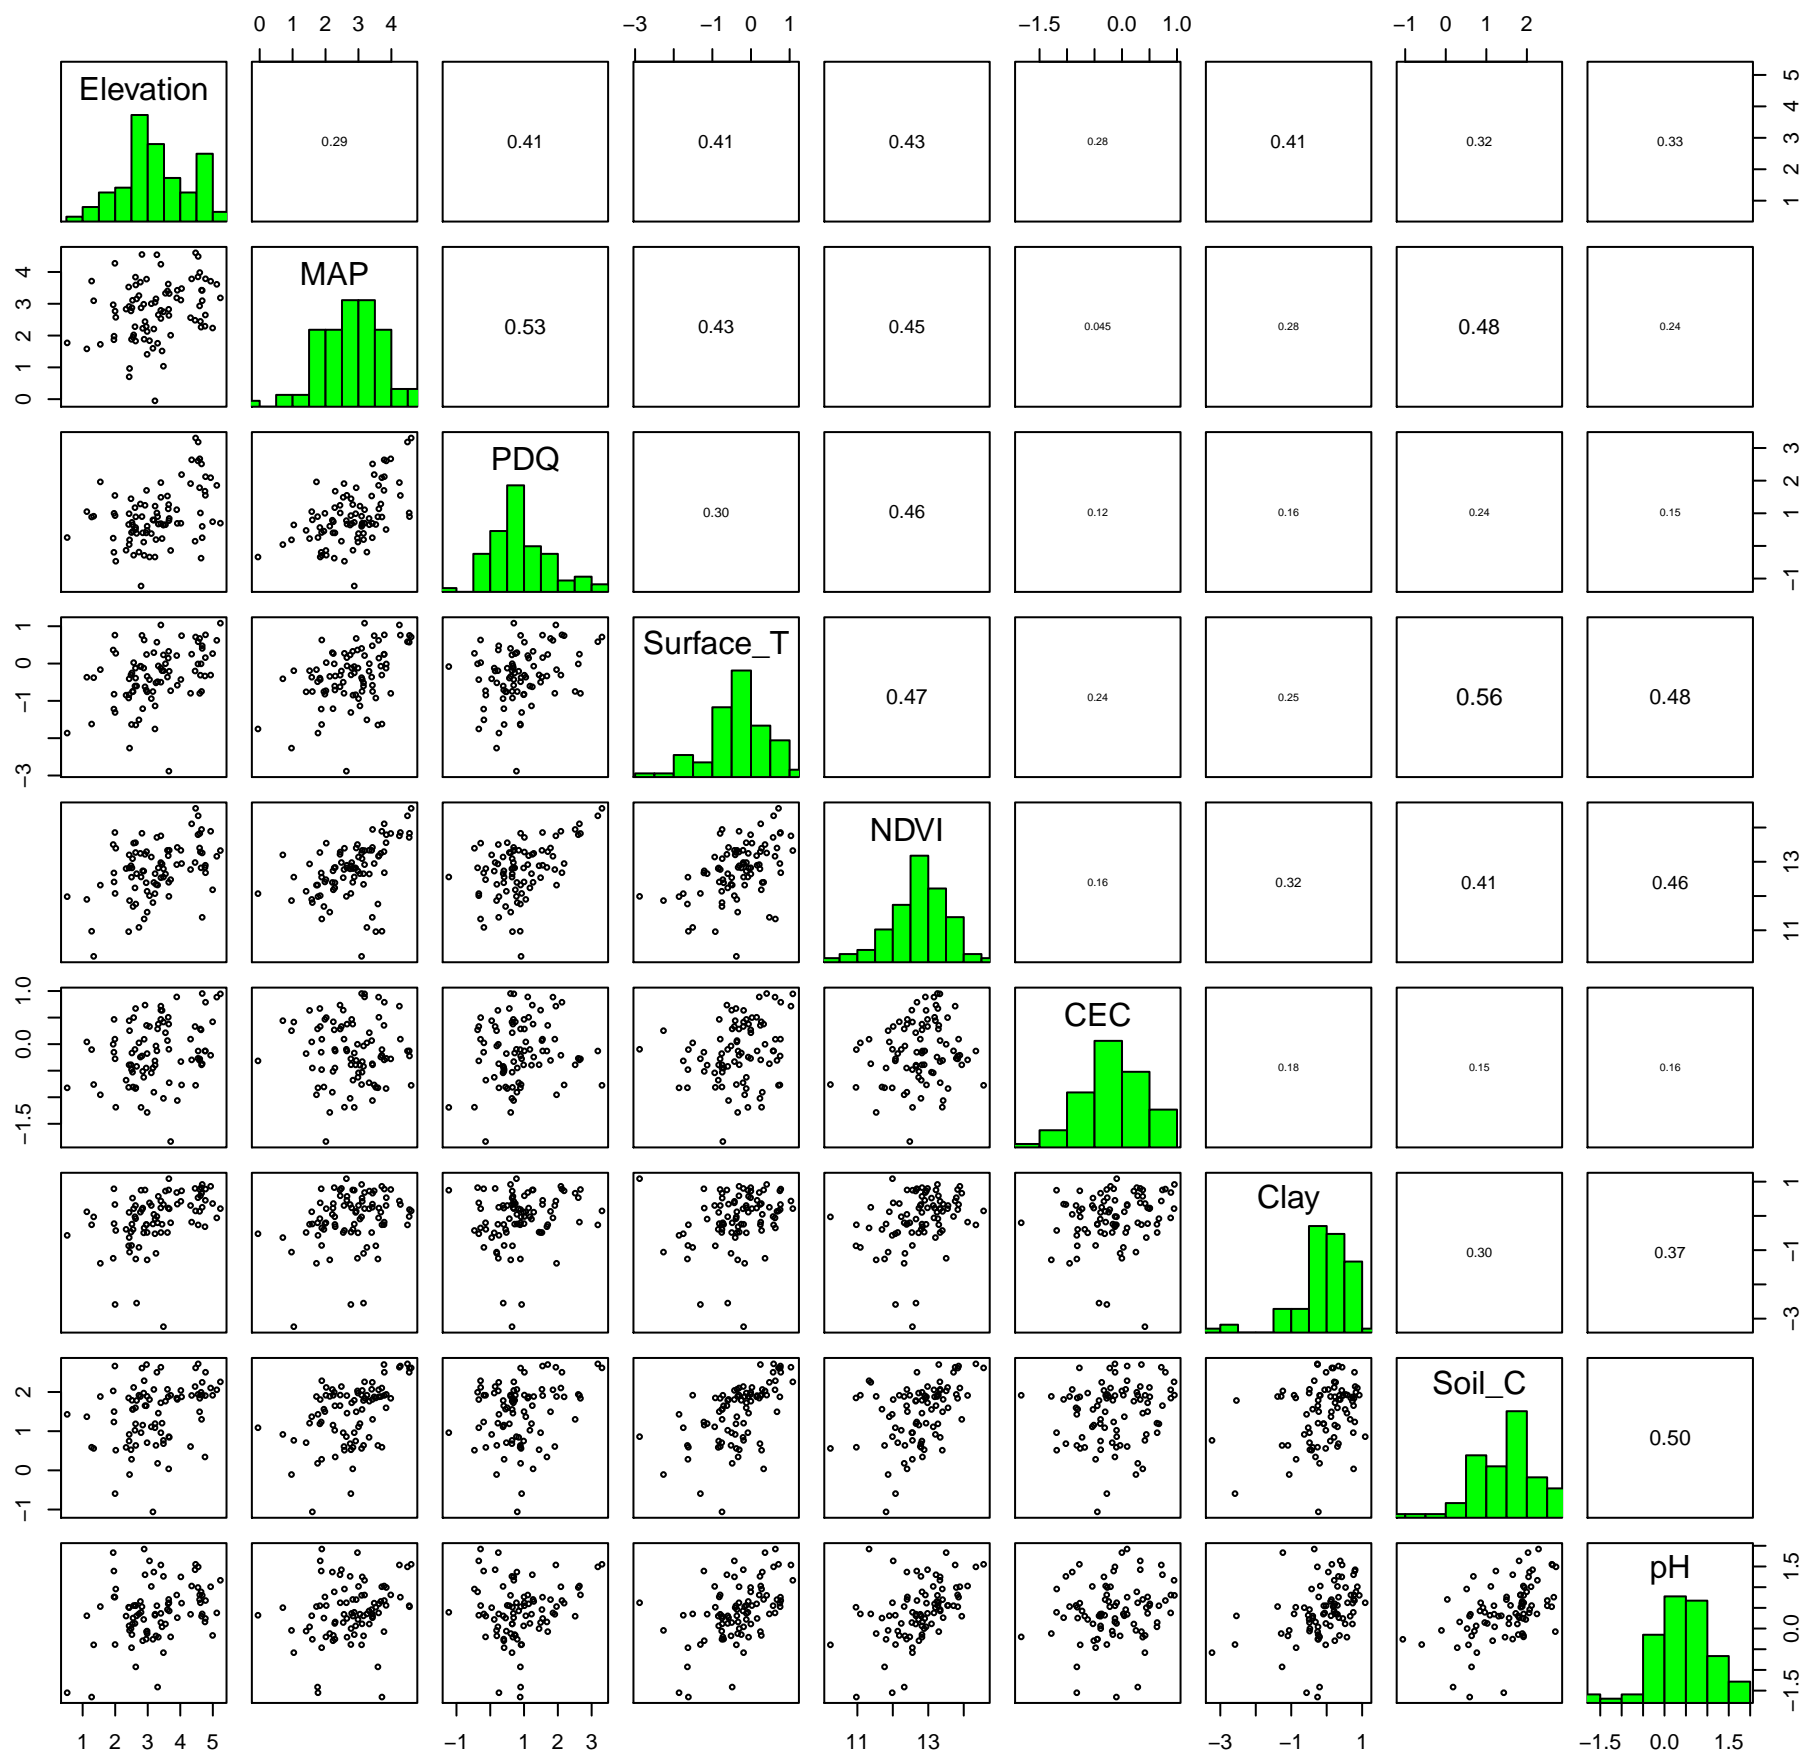 0 1 2 3 4 −3 −1 0 1 −1.5 0.0 1.0 −1 0 1 2
Elevation 0.29 0.41 0.41 0.43 0.28 0.41 0.32 0.33
1 2 3 4 5
MAP 0.53 0.43 0.45 0.045 0.28 0.48 0.24
0 1 2 3 4
PDQ 0.30 0.46 0.12 0.16 0.24 0.15
−1 1 2 3
Surface_T 0.47 0.24 0.25 0.56 0.48
−3 −1 0 1
NDVI 0.16 0.32 0.41 0.46
11 13
CEC 0.18 0.15 0.16
−1.5 0.0 1.0
Clay 0.30 0.37
−3 −1 1
Soil_C 0.50
−1 0 1 2
pH
−1.5 0.0 1.5
1 2 3 4 5 −1 1 2 3 11 13 −3 −1 1 −1.5 0.0 1.5